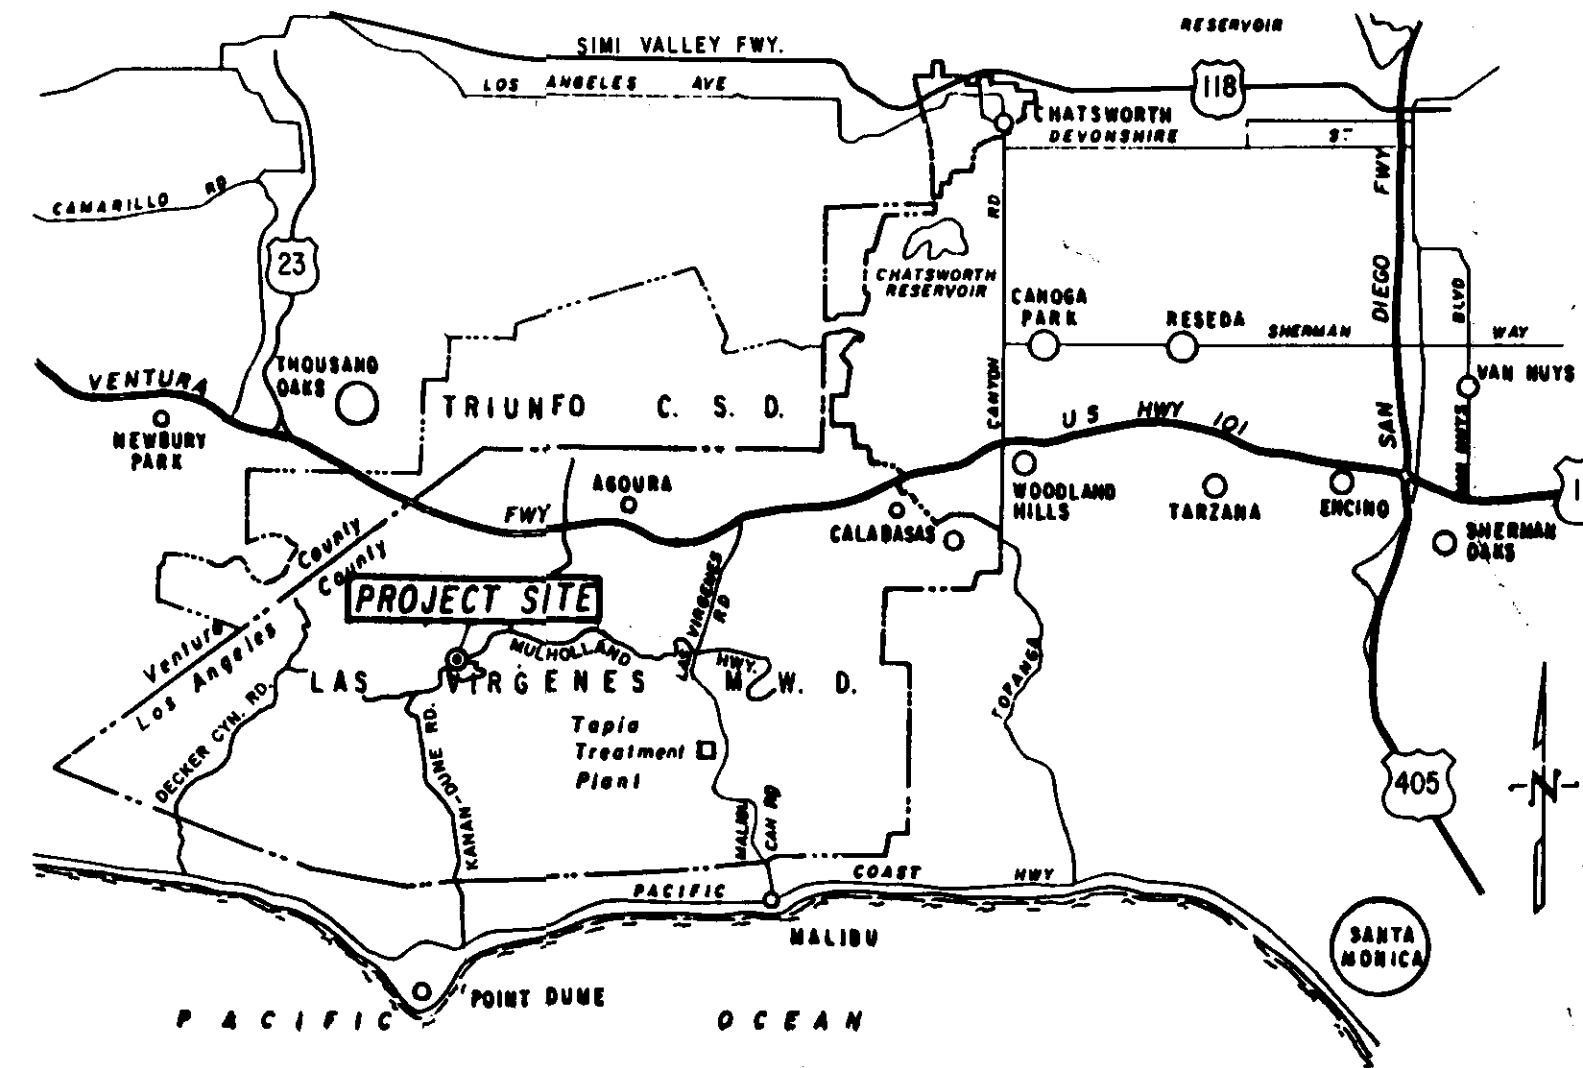 RESERVOIR
SIMI VALLEY FWY.
LOS ANGELES AVE
118
CHATSWORTH
DEVONSHIRE ST
CAMARILLO RD
23
CHATSWORTH
RESERVOIR
CANYON RD
SAN DIEGO FWY
CANOGA
PARK
RESEDA
SHERMAN WAY
BLVD
VAN NUYS
VAN NUYS
THOUSAND
OAKS
VENTURA
TRIUNFO C. S. D.
US HWY 101
NEWBURY
PARK
AGOURA
FWY
WOODLAND
HILLS
TARZANA
ENCINO
CALABASAS
SHERMAN
OAKS
County
County
PROJECT SITE
LAS VIRGENES
RD
Ventura
Los Angeles
MULHOLLAND HWY.
LAS VIRGENES M. W. D.
TOPANGA
DECKER CYN. RD.
KANAN-DUNE RD.
Tapia
Treatment
Plant
MALIBU
CAN RD
405
N
PACIFIC COAST HWY
MALIBU
SANTA
MONICA
POINT DUME
PACIFIC OCEAN